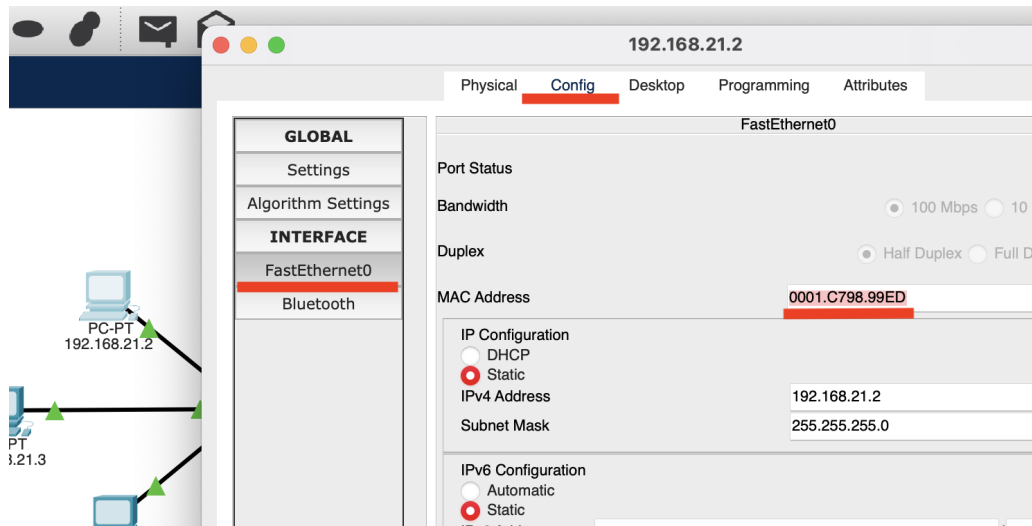 192.168.21.2
Physical Config Desktop Programming Attributes
GLOBAL
Settings
Algorithm Settings
INTERFACE
FastEthernet0
Bluetooth
FastEthernet0
Port Status
Bandwidth 100 Mbps 10
Duplex Half Duplex Full D
MAC Address 0001.C798.99ED
IP Configuration
DHCP
Static
IPv4 Address 192.168.21.2
Subnet Mask 255.255.255.0
IPv6 Configuration
Automatic
Static
PC-PT
192.168.21.2
PT
3.21.3